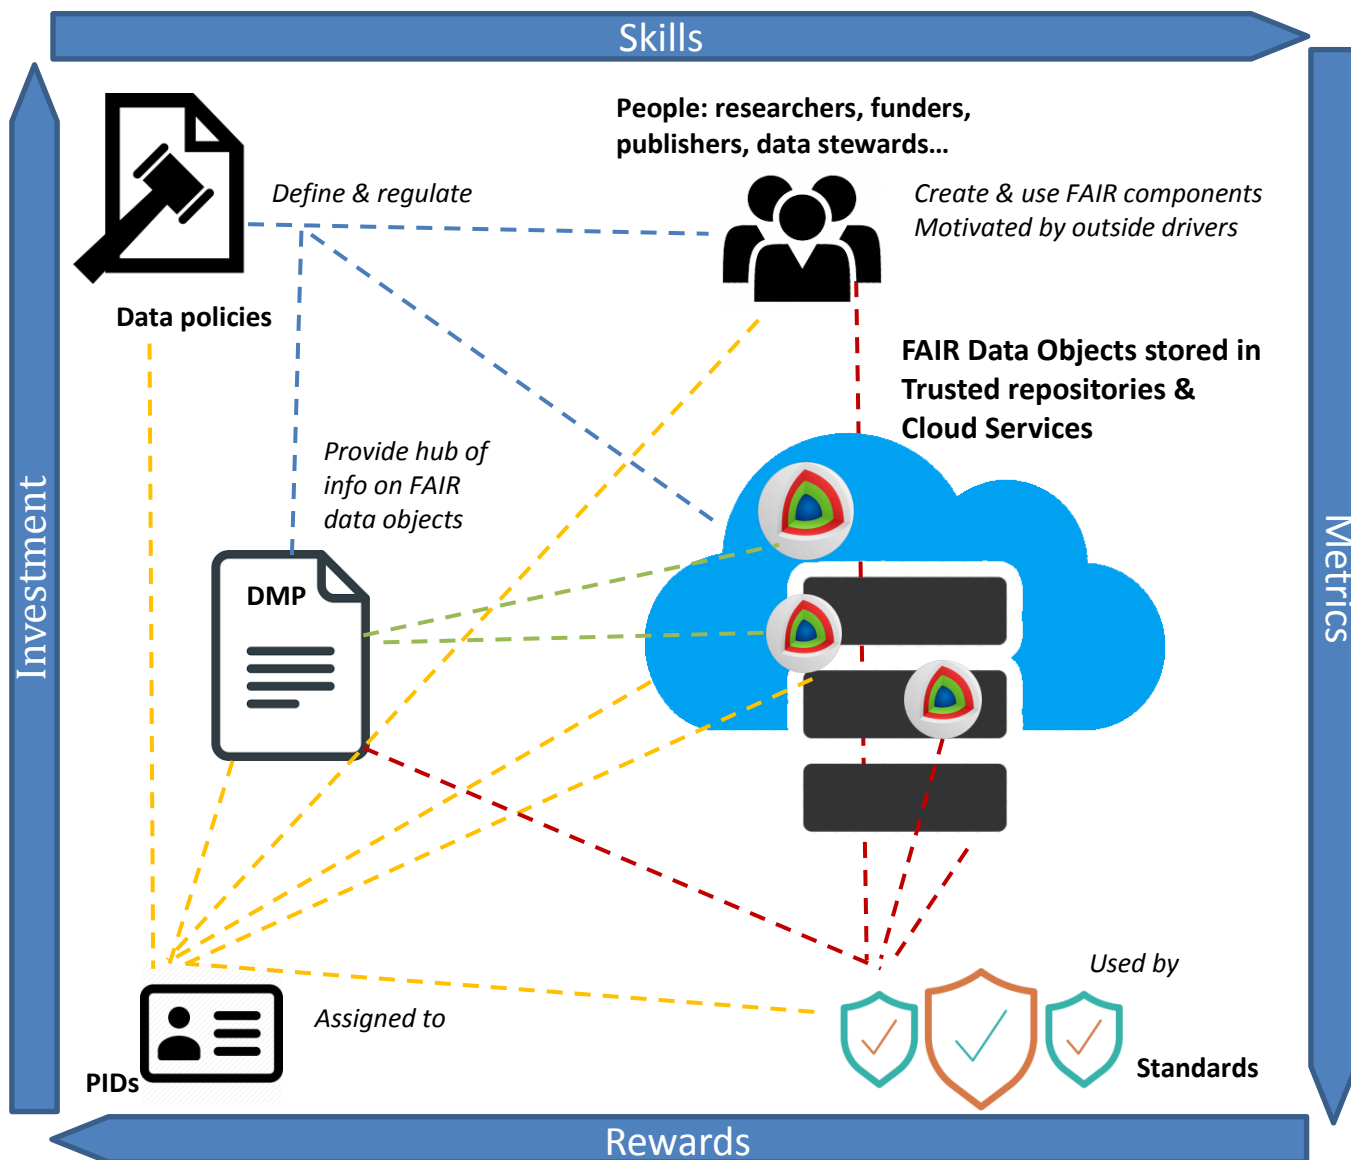 Skills
People: researchers, funders,
publishers, data stewards…
Define & regulate
Create & use FAIR components
Motivated by outside drivers
Data policies
FAIR Data Objects stored in
Trusted repositories &
Cloud Services
Provide hub of
info on FAIR
data objects
Investment
Metrics
DMP
Used by
Assigned to
PIDs
Standards
Rewards